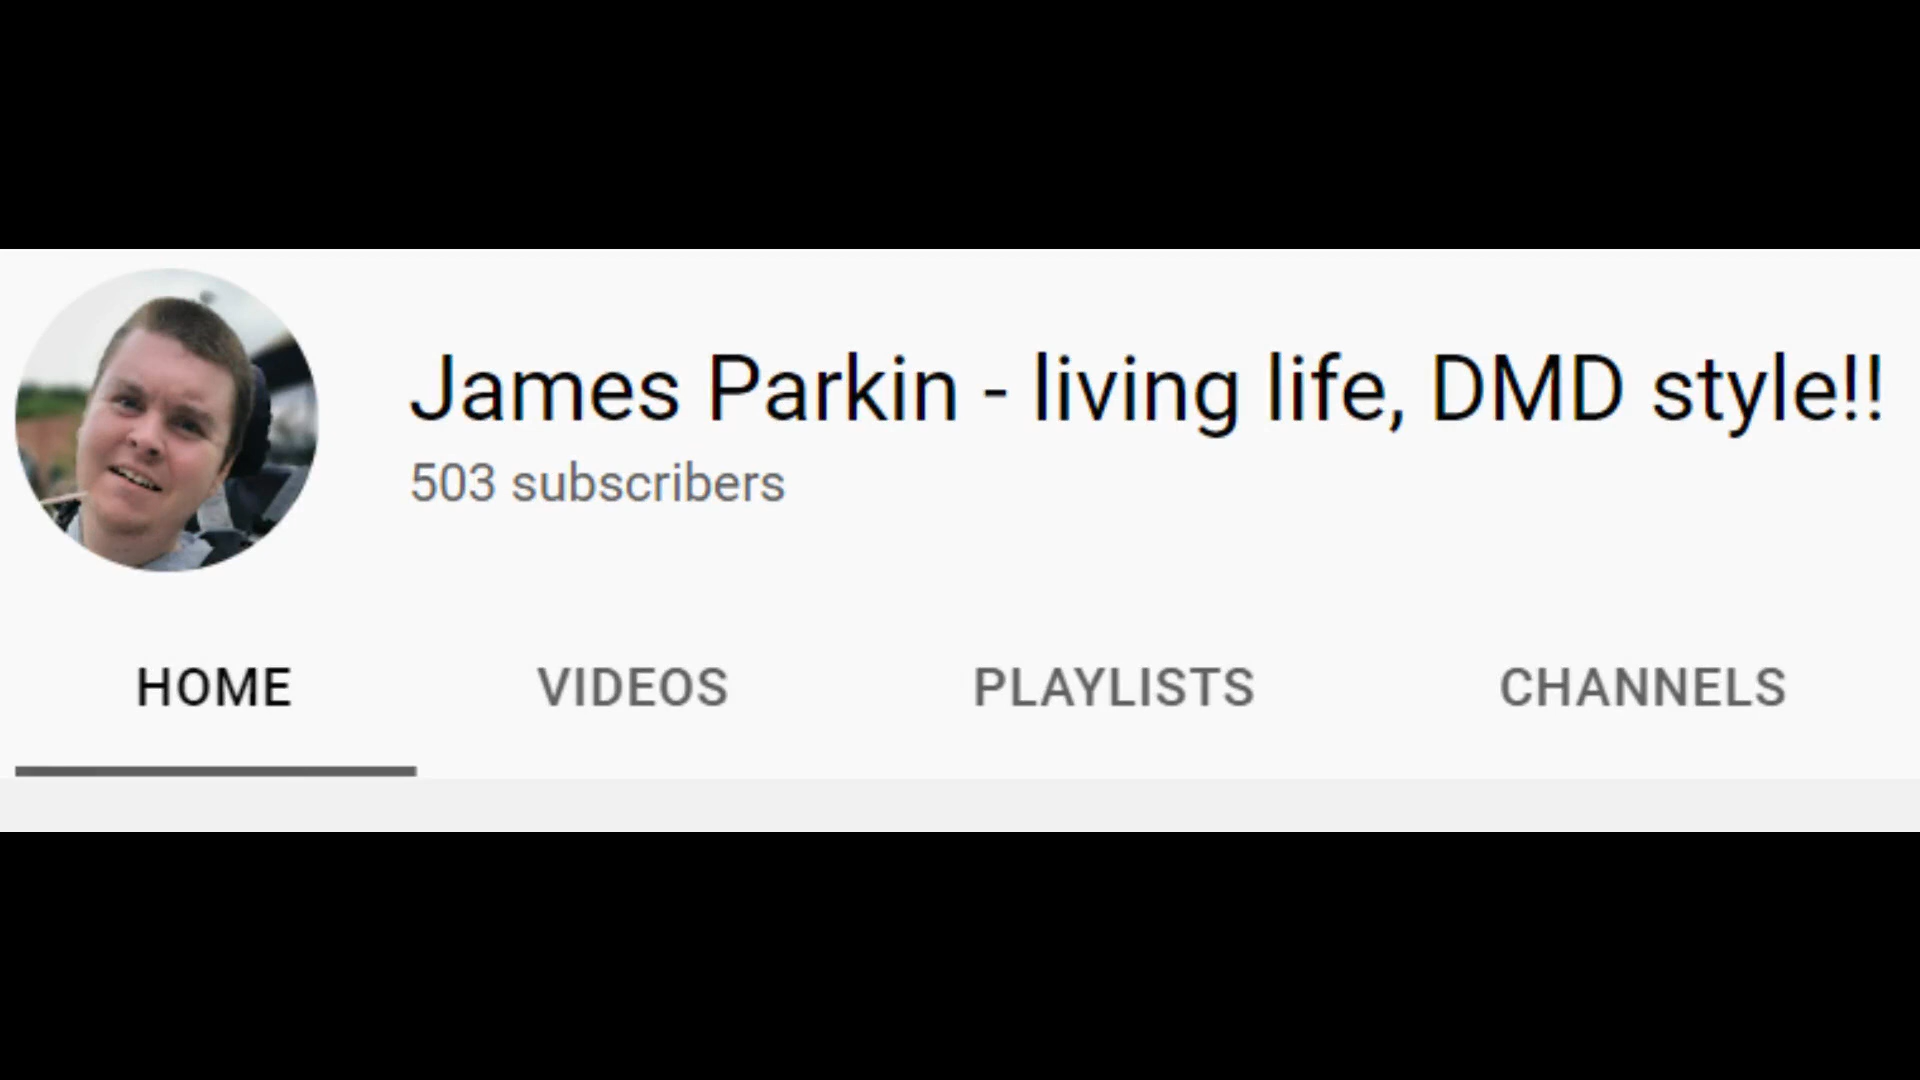 James Parkin - living life, DMD style!!
503 subscribers
HOME VIDEOS PLAYLISTS CHANNELS